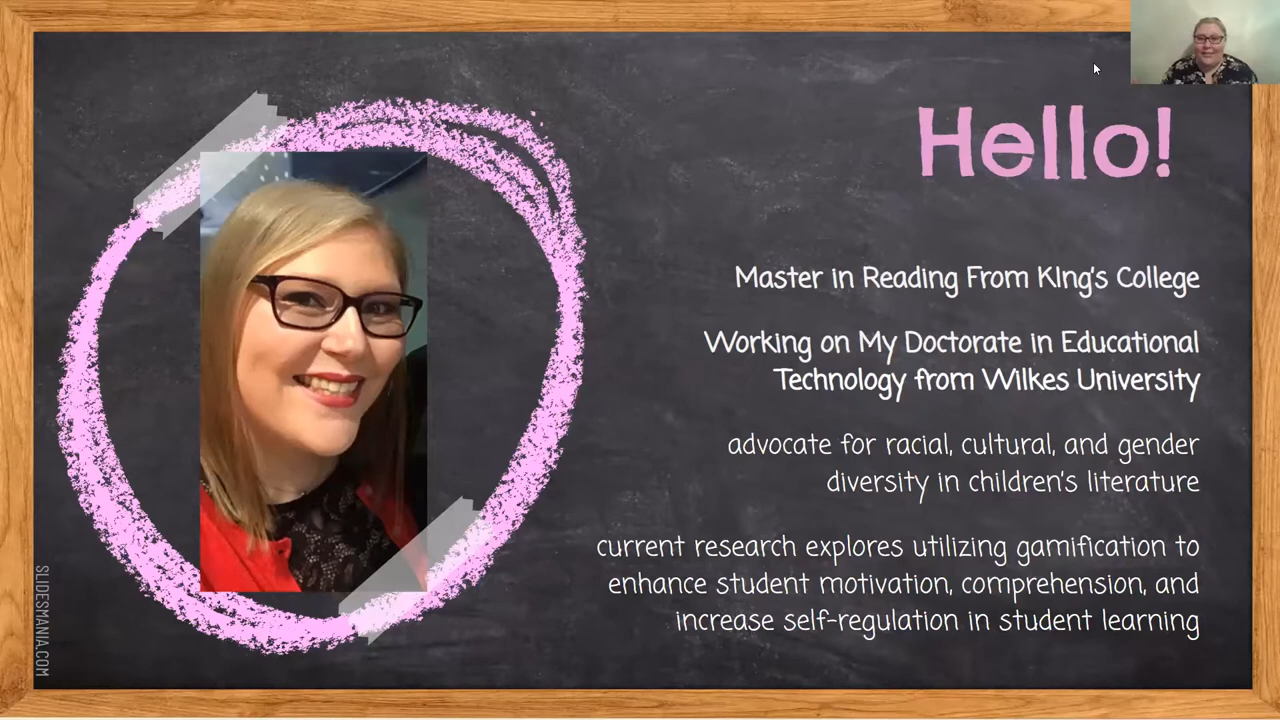 Hello!
Master in Reading From KIng's College
Working on My Doctorate in Educational
Technology from Wilkes University
advocate for racial, cultural, and gender
diversity in children's literature
current research explores utilizing gamification to
enhance student motivation, comprehension, and
increase self-regulation in student learning
SLIDESMANIA.COM